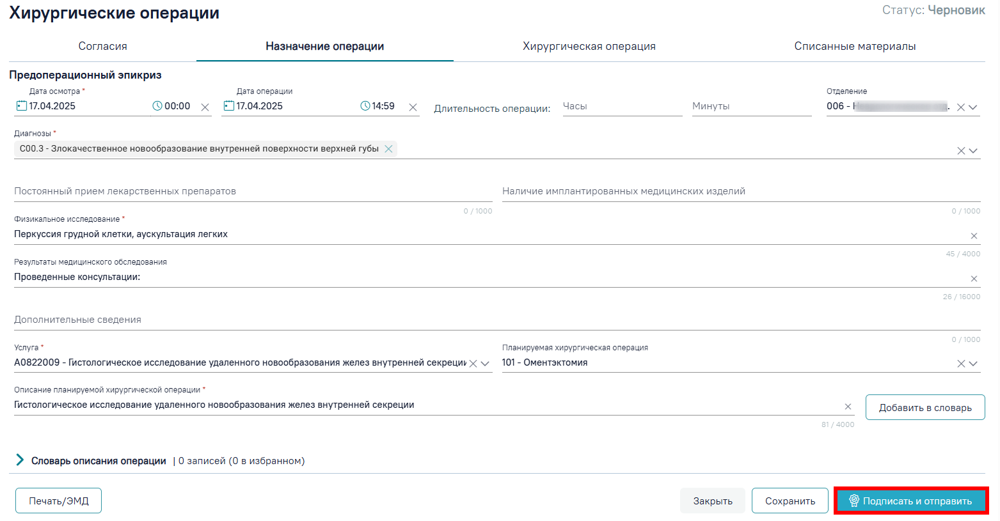 Хирургические операции
Статус: Черновик
Согласия
Назначение операции
Хирургическая операция
Списанные материалы
Предоперационный эпикриз
Дата осмотра *
17.04.2025
00:00
Дата операции
17.04.2025
14:59
Длительность операции:
Часы
Минуты
Отделение
006 -
Диагнозы *
C00.3 - Злокачественное новообразование внутренней поверхности верхней губы
Постоянный прием лекарственных препаратов
0 / 1000
Наличие имплантированных медицинских изделий
0 / 1000
Физикальное исследование *
Перкуссия грудной клетки, аускультация легких
45 / 4000
Результаты медицинского обследования
Проведенные консультации:
26 / 16000
Дополнительные сведения
0 / 1000
Услуга *
A0822009 - Гистологическое исследование удаленного новообразования желез внутренней секреции
Планируемая хирургическая операция
101 - Оментэктомия
Описание планируемой хирургической операции *
Гистологическое исследование удаленного новообразования желез внутренней секреции
81 / 4000
Добавить в словарь
Словарь описания операции | 0 записей (0 в избранном)
Печать/ЭМД
Закрыть
Сохранить
Подписать и отправить